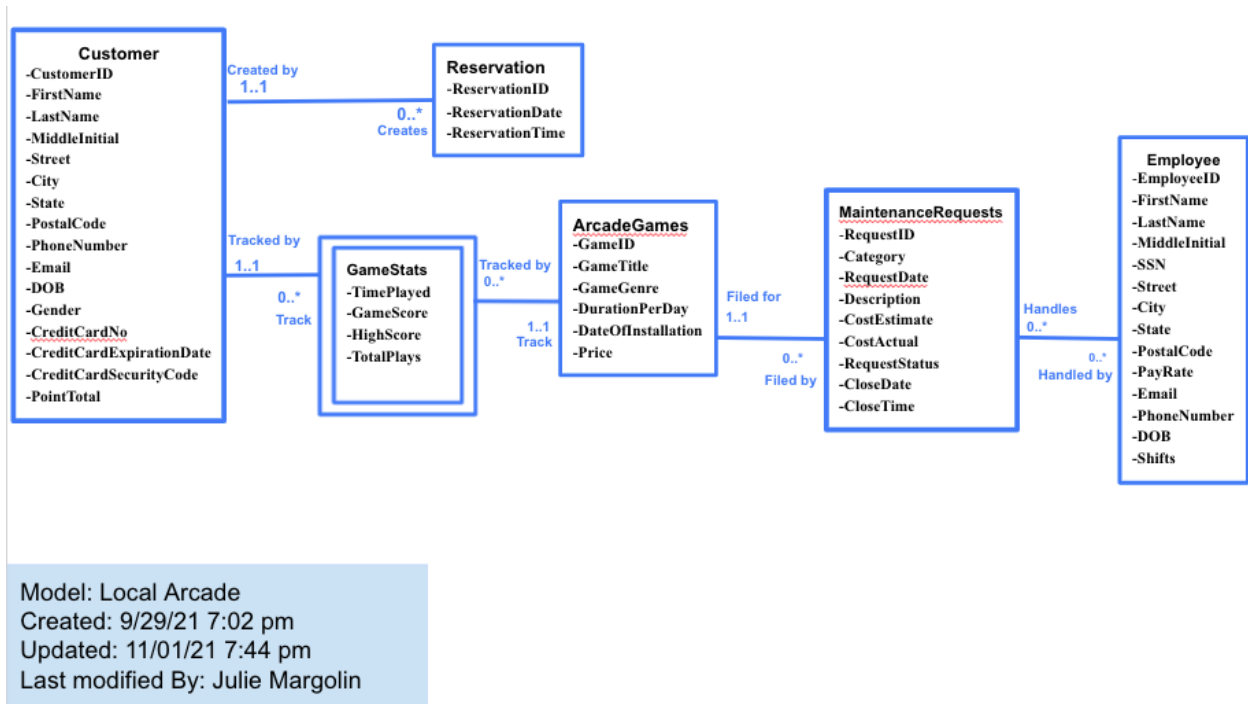 Customer
-CustomerID
-FirstName
-LastName
-MiddleInitial
-Street
-City
-State
-PostalCode
-PhoneNumber
-Email
-DOB
-Gender
-CreditCardNo
-CreditCardExpirationDate
-CreditCardSecurityCode
-PointTotal
Created by
1..1
0..*
Creates
Reservation
-ReservationID
-ReservationDate
-ReservationTime
Tracked by
1..1
0..*
Track
GameStats
-TimePlayed
-GameScore
-HighScore
-TotalPlays
Tracked by
0..*
1..1
Track
ArcadeGames
-GameID
-GameTitle
-GameGenre
-DurationPerDay
-DateOfInstallation
-Price
Filed for
1..1
0..*
Filed by
MaintenanceRequests
-RequestID
-Category
-RequestDate
-Description
-CostEstimate
-CostActual
-RequestStatus
-CloseDate
-CloseTime
Handles
0..*
0..*
Handled by
Employee
-EmployeeID
-FirstName
-LastName
-MiddleInitial
-SSN
-Street
-City
-State
-PostalCode
-PayRate
-Email
-PhoneNumber
-DOB
-Shifts
Model: Local Arcade
Created: 9/29/21 7:02 pm
Updated: 11/01/21 7:44 pm
Last modified By: Julie Margolin